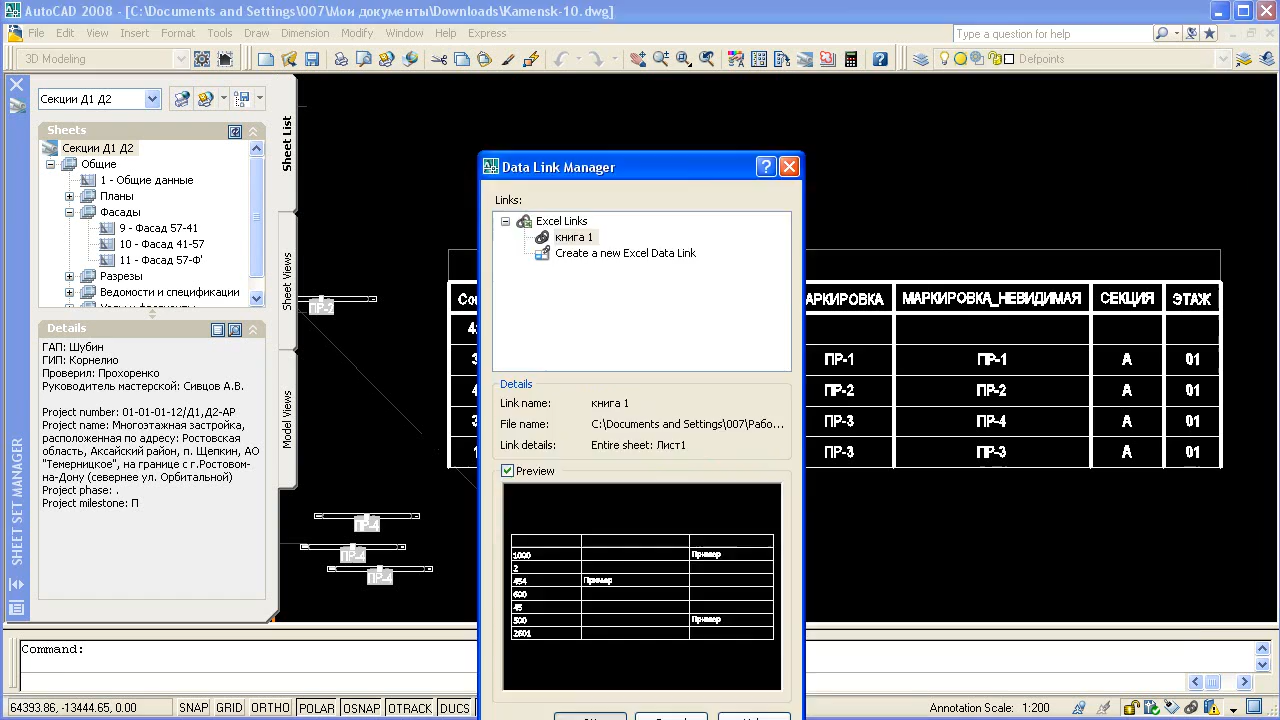 AutoCAD 2008 - [C:\Documents and Settings\007\Мои документы\Downloads\Kamensk-10.dwg]
File Edit View Insert Format Tools Draw Dimension Modify Window Help Express
Type a question for help
3D Modeling
Defpoints
Секции Д1 Д2
Sheets
Секции Д1 Д2
Общие
1 - Общие данные
Планы
Фасады
9 - Фасад 57-41
10 - Фасад 41-57
11 - Фасад 57-Ф'
Разрезы
Ведомости и спецификации
Details
ГАП: Шубин
ГИП: Корнелио
Проверил: Прохоренко
Руководитель мастерской: Сивцов А.В.
Project number: 01-01-01-12/Д1,Д2-АР
Project name: Многоэтажная застройка,
расположенная по адресу: Ростовская
область, Аксайский район, п. Щепкин, АО
"Темерницкое", на границе с г.Ростовом-
на-Дону (севернее ул. Орбитальной)
Project phase: .
Project milestone: П
Sheet List
Sheet Views
Model Views
SHEET SET MANAGER
ПР-2
ПР-4
ПР-4
ПР-4
Data Link Manager
Links:
Excel Links
книга 1
Create a new Excel Data Link
Details
Link name: книга 1
File name: C:\Documents and Settings\007\Рабо...
Link details: Entire sheet: Лист1
Preview
1000 Пример
2
454 Пример
600
45
500 Пример
2601
АРКИРОВКА МАРКИРОВКА_НЕВИДИМАЯ СЕКЦИЯ ЭТАЖ
ПР-1 ПР-1 А 01
ПР-2 ПР-2 А 01
ПР-3 ПР-4 А 01
ПР-3 ПР-3 А 01
Command:
64393.86, -13444.85, 0.00 SNAP GRID ORTHO POLAR OSNAP OTRACK DUCS
Annotation Scale: 1:200